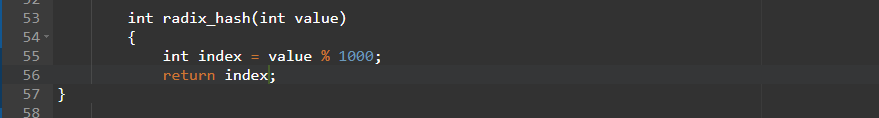 53 int radix_hash(int value)
54 {
55 int index = value % 1000;
56 return index;
57 }
58